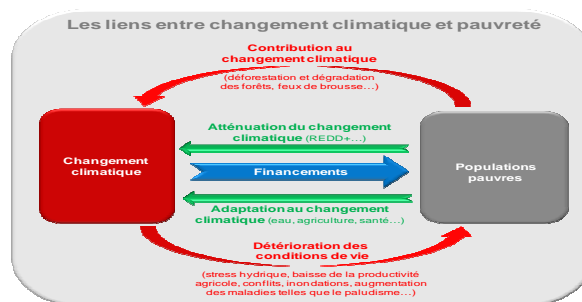 Les liens entre changement climatique et pauvreté
Contribution au
changement climatique
(déforestation et dégradation
des forêts, feux de brousse…)
Atténuation du changement
climatique (REDD+…)
Changement
climatique
Financements
Populations
pauvres
Adaptation au changement
climatique (eau, agriculture, santé…)
Détérioration des
conditions de vie
(stress hydrique, baisse de la productivité
agricole, conflits, inondations, augmentation
des maladies telles que le paludisme…)